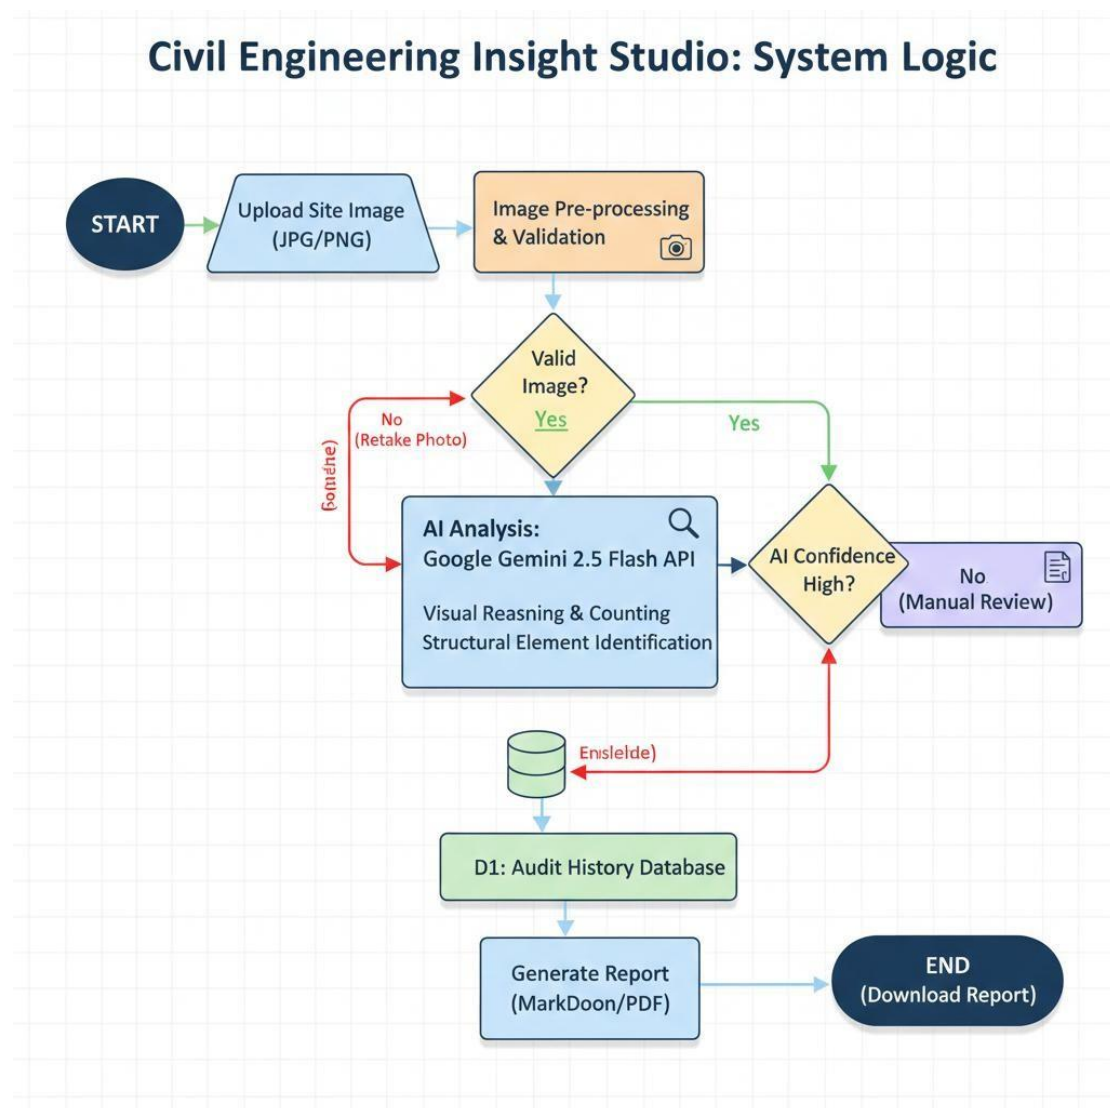 Civil Engineering Insight Studio: System Logic
START
Upload Site Image
(JPG/PNG)
Image Pre-processing
& Validation
Valid
Image?
Yes
No
(Retake Photo)
Yes
AI Analysis:
Google Gemini 2.5 Flash API
Visual Reasning & Counting
Structural Element Identification
AI Confidence
High?
No
(Manual Review)
D1: Audit History Database
Generate Report
(MarkDoon/PDF)
END
(Download Report)